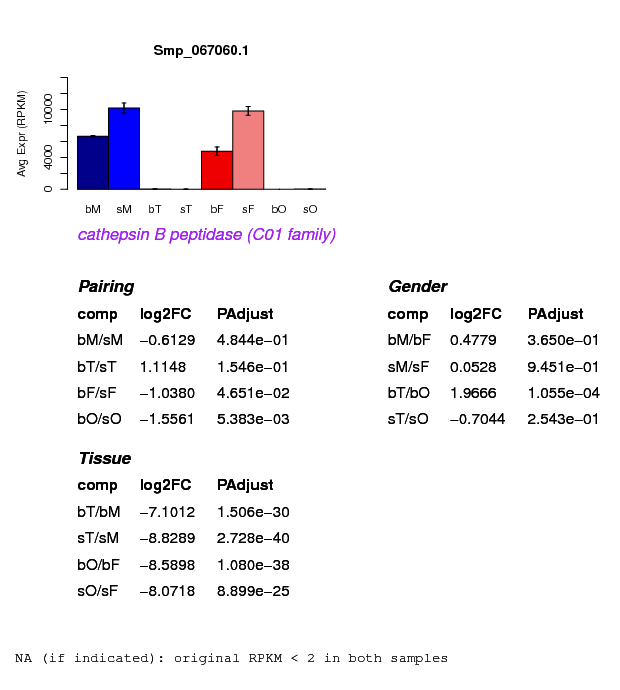 Smp_067060.1
Avg Expr (RPKM)
0 4000 10000
bM sM bT sT bF sF bO sO
cathepsin B peptidase (C01 family)
Pairing
comp log2FC PAdjust
bM/sM −0.6129 4.844e−01
bT/sT 1.1148 1.546e−01
bF/sF −1.0380 4.651e−02
bO/sO −1.5561 5.383e−03
Gender
comp log2FC PAdjust
bM/bF 0.4779 3.650e−01
sM/sF 0.0528 9.451e−01
bT/bO 1.9666 1.055e−04
sT/sO −0.7044 2.543e−01
Tissue
comp log2FC PAdjust
bT/bM −7.1012 1.506e−30
sT/sM −8.8289 2.728e−40
bO/bF −8.5898 1.080e−38
sO/sF −8.0718 8.899e−25
NA (if indicated): original RPKM < 2 in both samples